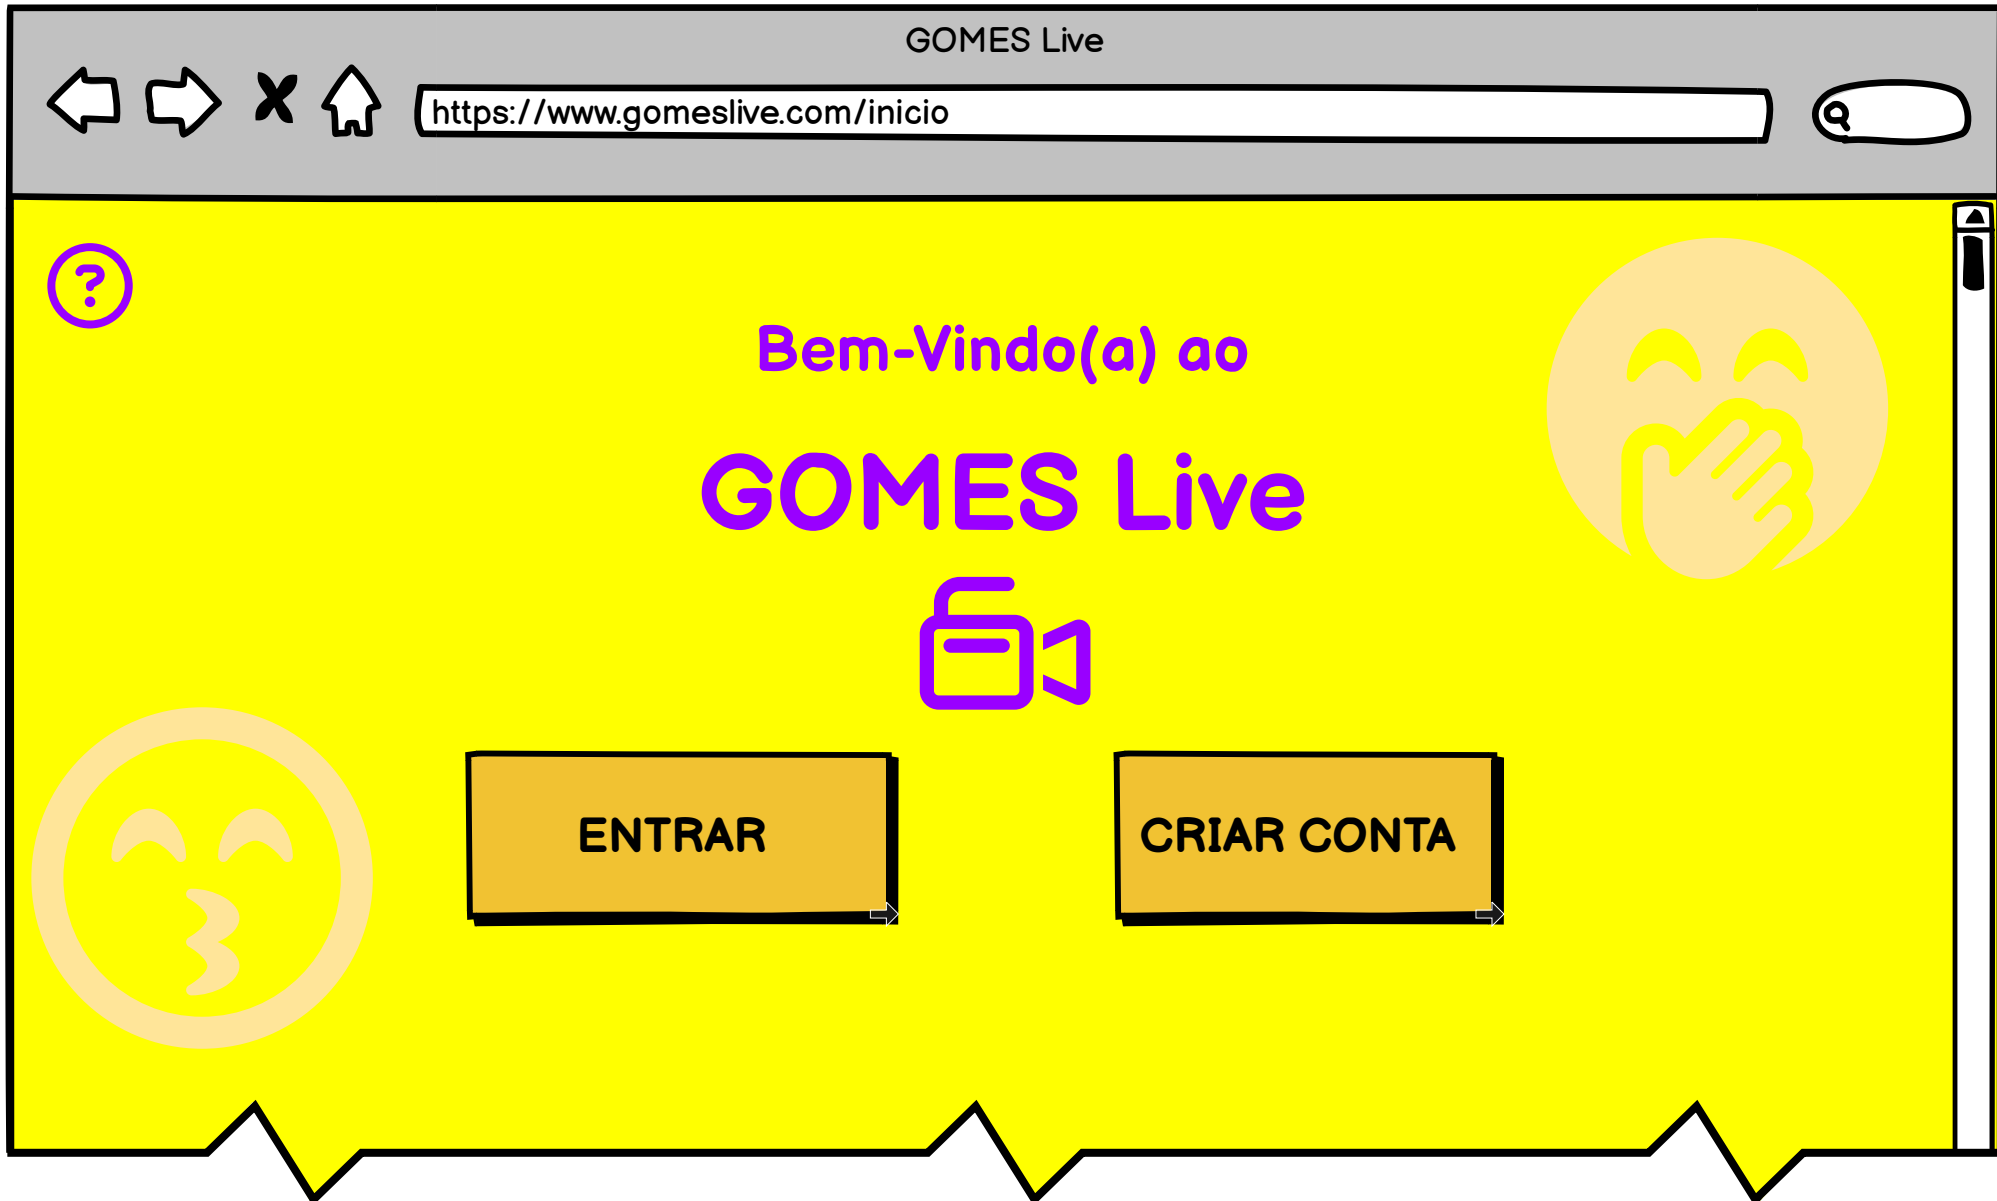 GOMES Live
https://www.gomeslive.com/inicio
?
Bem-Vindo(a) ao
GOMES Live
ENTRAR
CRIAR CONTA